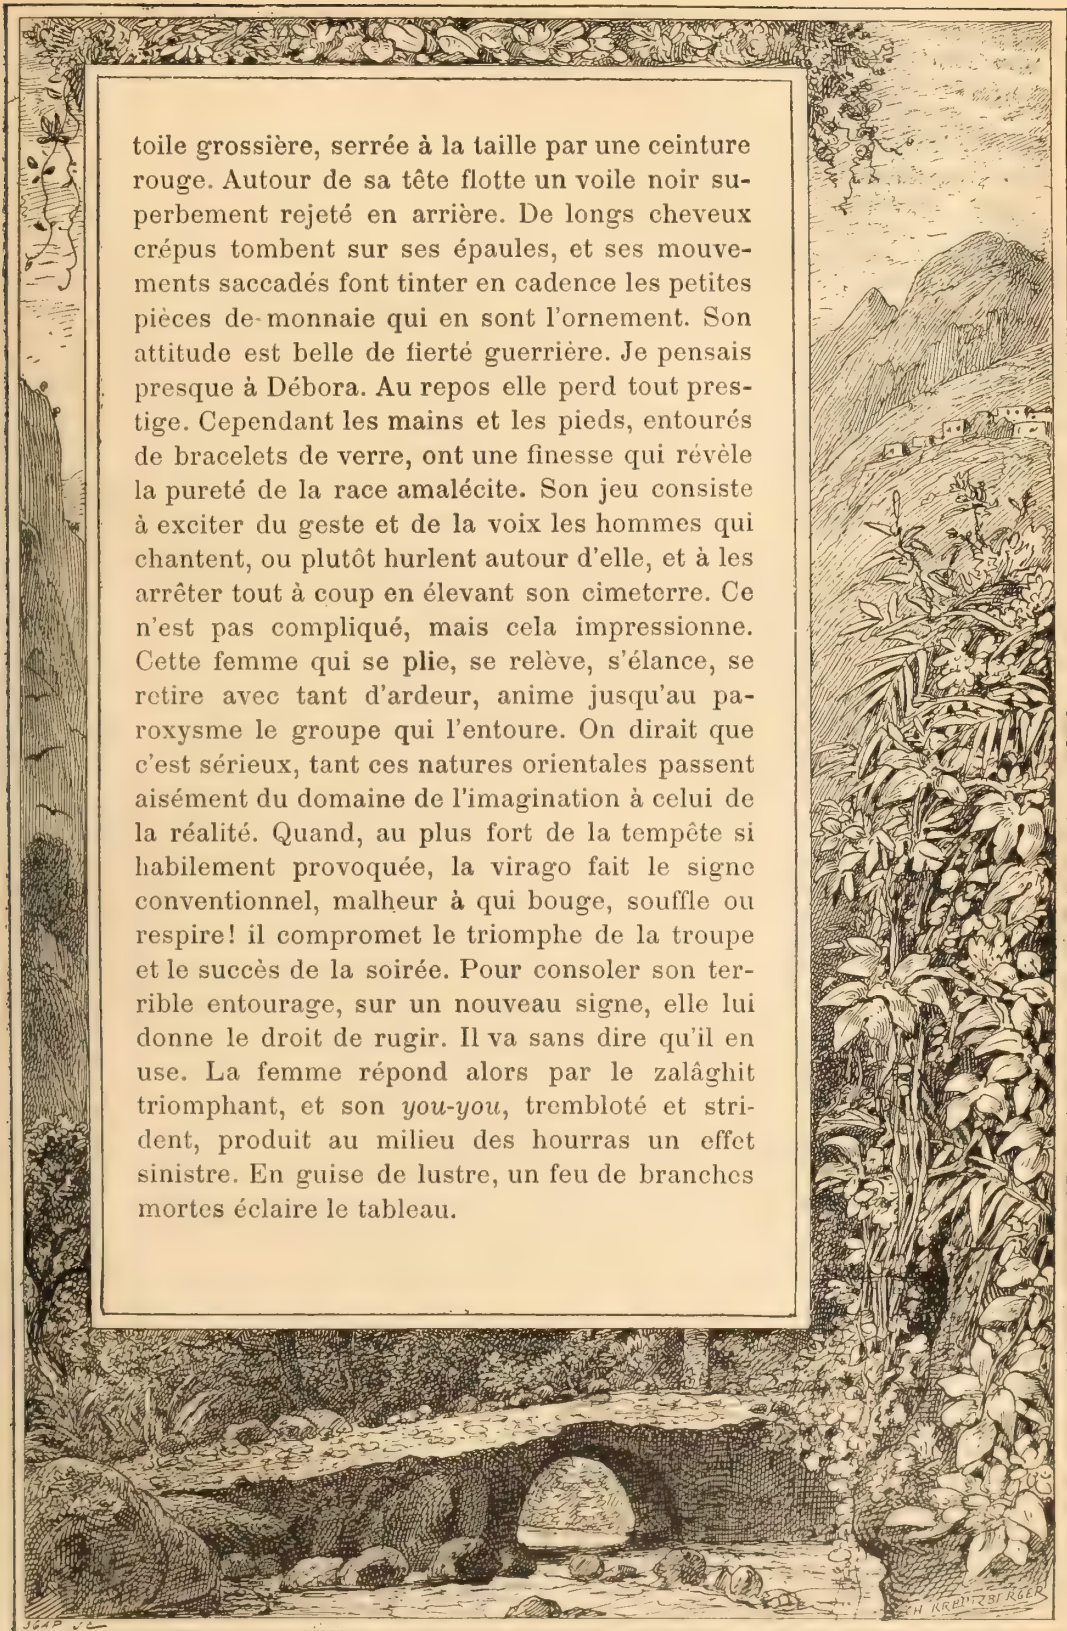 toile grossière, serrée à la taille par une ceinture
rouge. Autour de sa tête flotte un voile noir su-
perbement rejeté en arrière. De longs cheveux
crépus tombent sur ses épaules, et ses mouve-
ments saccadés font tinter en cadence les petites
pièces de monnaie qui en sont l'ornement. Son
attitude est belle de fierté guerrière. Je pensais
presque à Débora. Au repos elle perd tout pres-
tige. Cependant les mains et les pieds, entourés
de bracelets de verre, ont une finesse qui révèle
la pureté de la race amalécite. Son jeu consiste
à exciter du geste et de la voix les hommes qui
chantent, ou plutôt hurlent autour d'elle, et à les
arrêter tout à coup en élevant son cimeterre. Ce
n'est pas compliqué, mais cela impressionne.
Cette femme qui se plie, se relève, s'élance, se
retire avec tant d'ardeur, anime jusqu'au pa-
roxysme le groupe qui l'entoure. On dirait que
c'est sérieux, tant ces natures orientales passent
aisément du domaine de l'imagination à celui de
la réalité. Quand, au plus fort de la tempête si
habilement provoquée, la virago fait le signe
conventionnel, malheur à qui bouge, souffle ou
respire! il compromet le triomphe de la troupe
et le succès de la soirée. Pour consoler son ter-
rible entourage, sur un nouveau signe, elle lui
donne le droit de rugir. Il va sans dire qu'il en
use. La femme répond alors par le zalâghit
triomphant, et son you-you, trembloté et stri-
dent, produit au milieu des hourras un effet
sinistre. En guise de lustre, un feu de branches
mortes éclaire le tableau.
H KREUTZBERGER